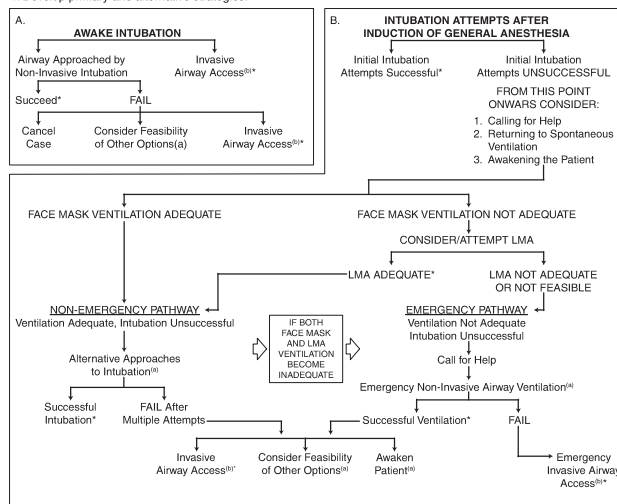 A.
AWAKE INTUBATION
Airway Approached by
Non-Invasive Intubation
Invasive
Airway Access(b)*
Succeed*
FAIL
Cancel
Case
Consider Feasibility
of Other Options(a)
Invasive
Airway Access(b)*
B.
INTUBATION ATTEMPTS AFTER
INDUCTION OF GENERAL ANESTHESIA
Initial Intubation
Attempts Successful*
Initial Intubation
Attempts UNSUCCESSFUL
FROM THIS POINT
ONWARS CONSIDER:
1. Calling for Help
2. Returning to Spontaneous
Ventilation
3. Awakening the Patient
FACE MASK VENTILATION ADEQUATE
FACE MASK VENTILATION NOT ADEQUATE
CONSIDER/ATTEMPT LMA
LMA ADEQUATE*
LMA NOT ADEQUATE
OR NOT FEASIBLE
NON-EMERGENCY PATHWAY
Ventilation Adequate, Intubation Unsuccessful
IF BOTH
FACE MASK
AND LMA
VENTILATION
BECOME
INADEQUATE
EMERGENCY PATHWAY
Ventilation Not Adequate
Intubation Unsuccessful
Alternative Approaches
to Intubation(a)
Call for Help
Emergency Non-Invasive Airway Ventilation(a)
Successful
Intubation*
FAIL After
Multiple Attempts
Successful Ventilation*
FAIL
Invasive
Airway Access(b)*
Consider Feasibility
of Other Options(a)
Awaken
Patient(a)
Emergency
Invasive Airway
Access(b)*